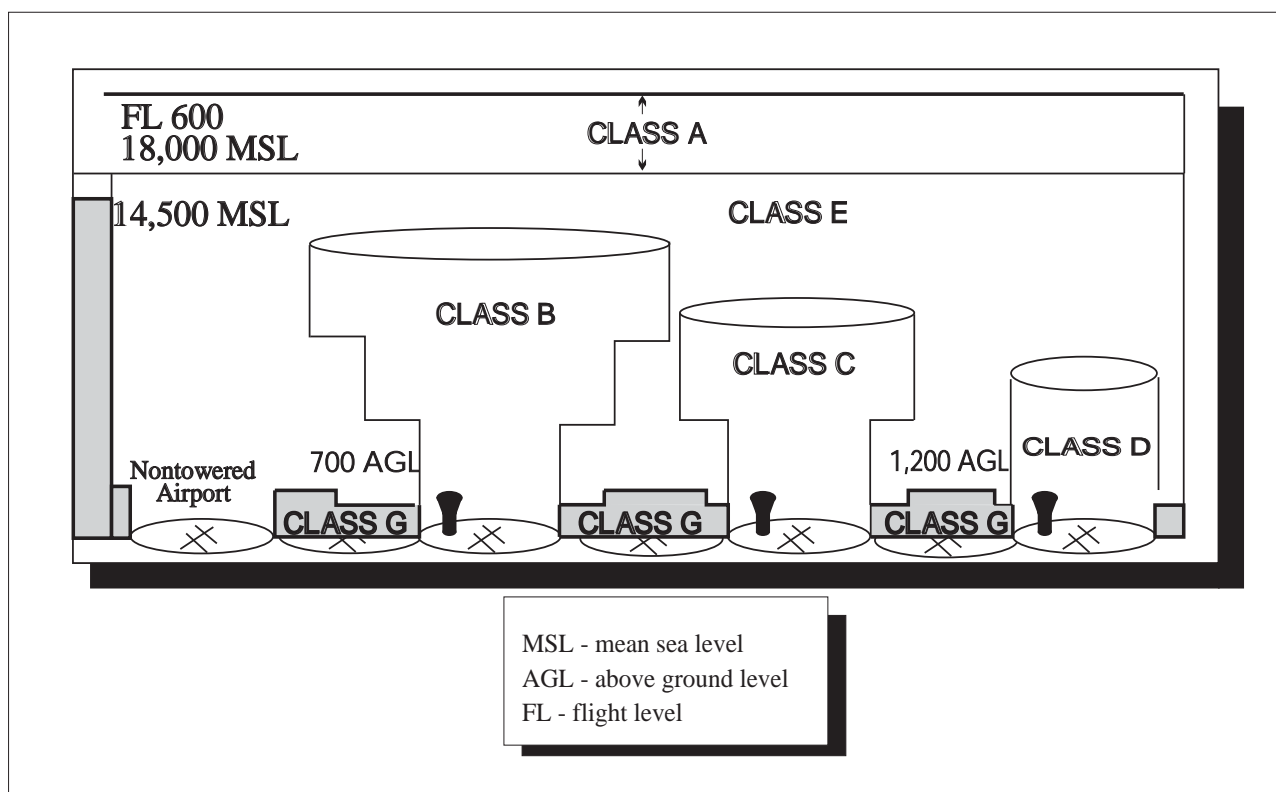 FL 600
18,000 MSL
CLASS A
14,500 MSL
CLASS E
CLASS B
CLASS C
CLASS D
Nontowered
Airport
700 AGL
1,200 AGL
CLASS G
CLASS G
CLASS G
MSL - mean sea level
AGL - above ground level
FL - flight level